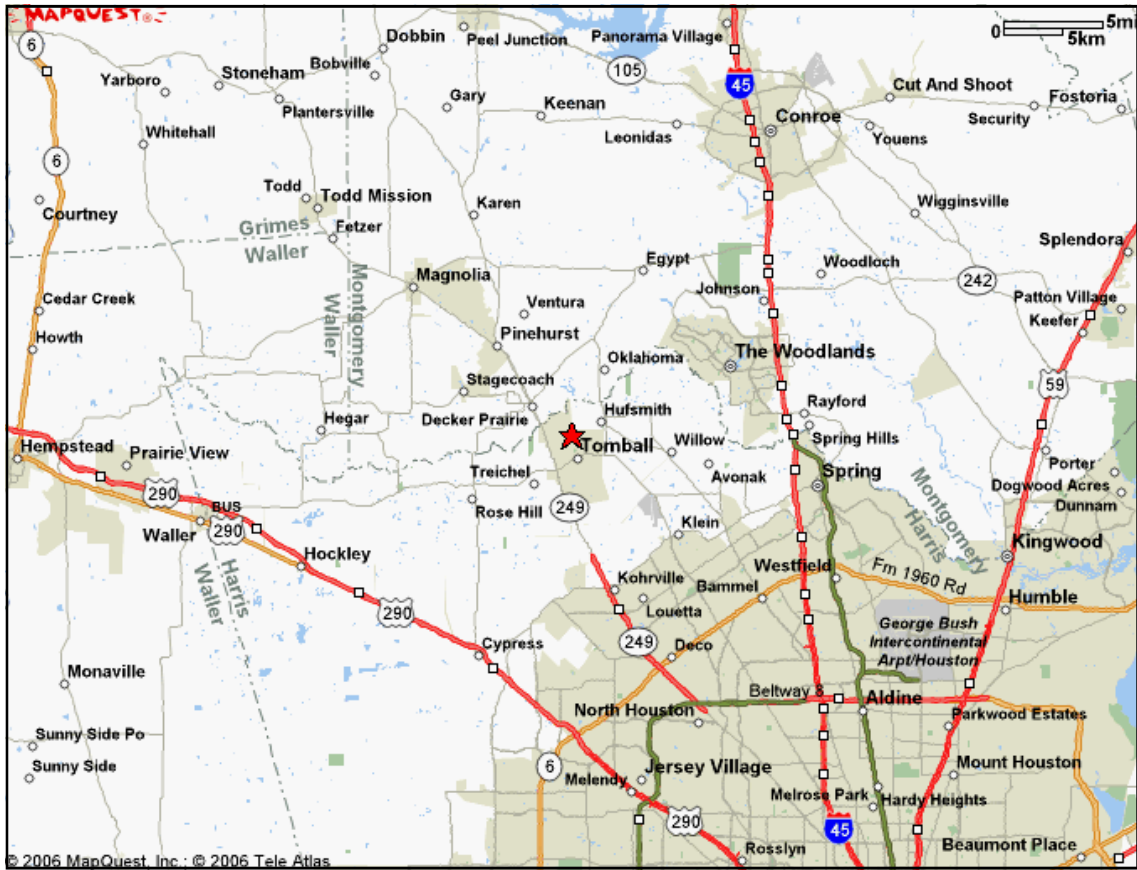 MAPQUEST
5mi
0
5km
6
Dobbin
Peel Junction
Panorama Village
Bobville
Stoneham
Yarboro
105
45
Cut And Shoot
Plantersville
Gary
Keenan
Fostoria
Security
Whitehall
Leonidas
Conroe
Youens
6
Todd
Todd Mission
Karen
Courtney
Wigginsville
Grimes
Waller
Fetzer
Splendora
Egypt
Woodloch
Magnolia
242
Montgomery
Waller
Johnson
Cedar Creek
Ventura
Patton Village
Keefer
Howth
Pinehurst
Oklahoma
The Woodlands
59
Stagecoach
Hegar
Decker Prairie
Hufsmith
Rayford
Spring Hills
Hempstead
Prairie View
Tomball
Willow
Treichel
Avonak
Spring
Porter
Dogwood Acres
Dunnam
290
BUS
290
Waller
Rose Hill
249
Klein
Montgomery
Harris
Hockley
Westfield
Kingwood
Harris
Waller
290
Kohrville
Bammel
Fm 1960 Rd
Louetta
Humble
249
George Bush
Intercontinental
Arpt/Houston
Cypress
Deco
Monaville
Beltway 8
Aldine
North Houston
Parkwood Estates
Sunny Side Po
6
Jersey Village
Mount Houston
Sunny Side
Melendy
Melrose Park
Hardy Heights
290
45
Beaumont Place
Rosslyn
© 2006 MapQuest, Inc.; © 2006 Tele Atlas